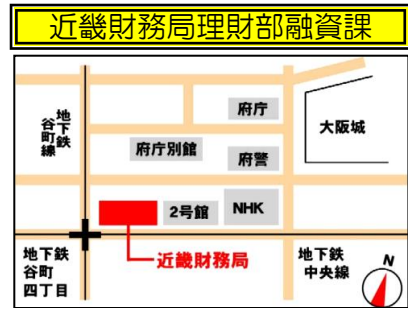 近畿財務局理財部融資課
地下鉄
谷町線
府庁
大阪城
府庁別館
府警
2号館
NHK
近畿財務局
地下鉄
谷町
四丁目
地下鉄
中央線
N